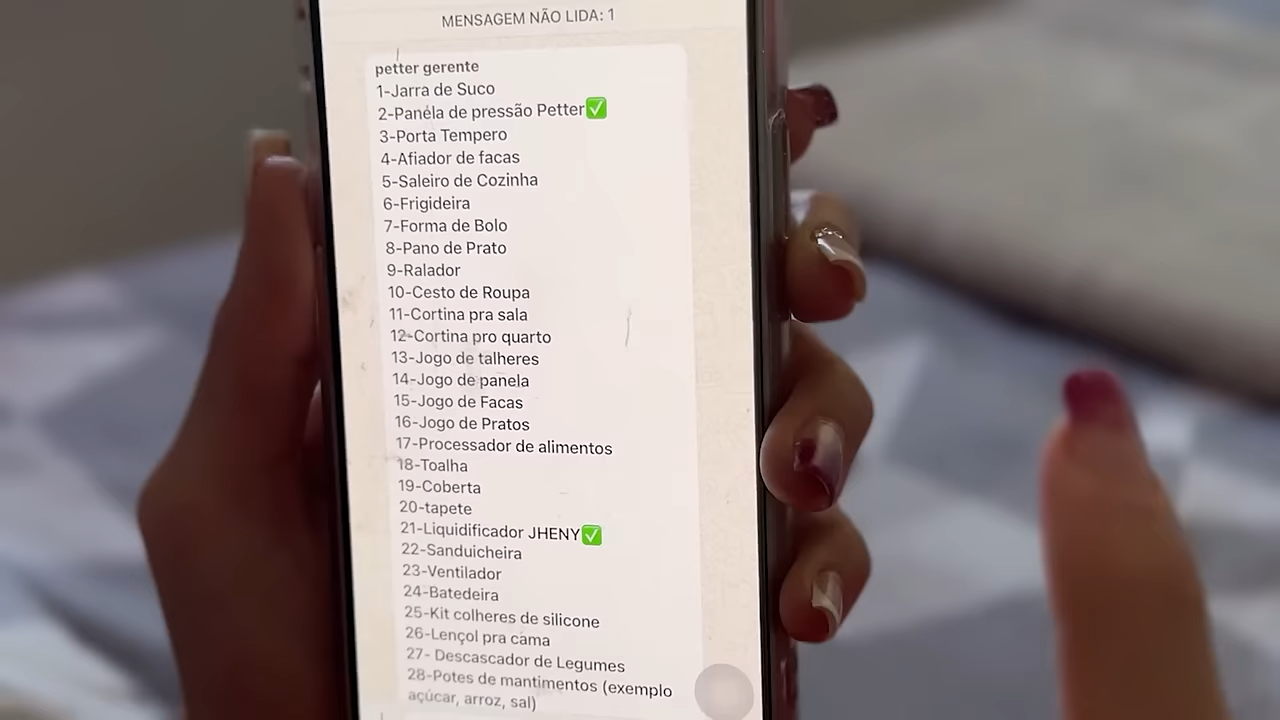 MENSAGEM NÃO LIDA: 1
petter gerente
1-Jarra de Suco
2-Panela de pressão Petter✅
3-Porta Tempero
4-Afiador de facas
5-Saleiro de Cozinha
6-Frigideira
7-Forma de Bolo
8-Pano de Prato
9-Ralador
10-Cesto de Roupa
11-Cortina pra sala
12-Cortina pro quarto
13-Jogo de talheres
14-Jogo de panela
15-Jogo de Facas
16-Jogo de Pratos
17-Processador de alimentos
18-Toalha
19-Coberta
20-tapete
21-Liquidificador JHENY✅
22-Sanduicheira
23-Ventilador
24-Batedeira
25-Kit colheres de silicone
26-Lençol pra cama
27- Descascador de Legumes
28-Potes de mantimentos (exemplo
açúcar, arroz, sal)